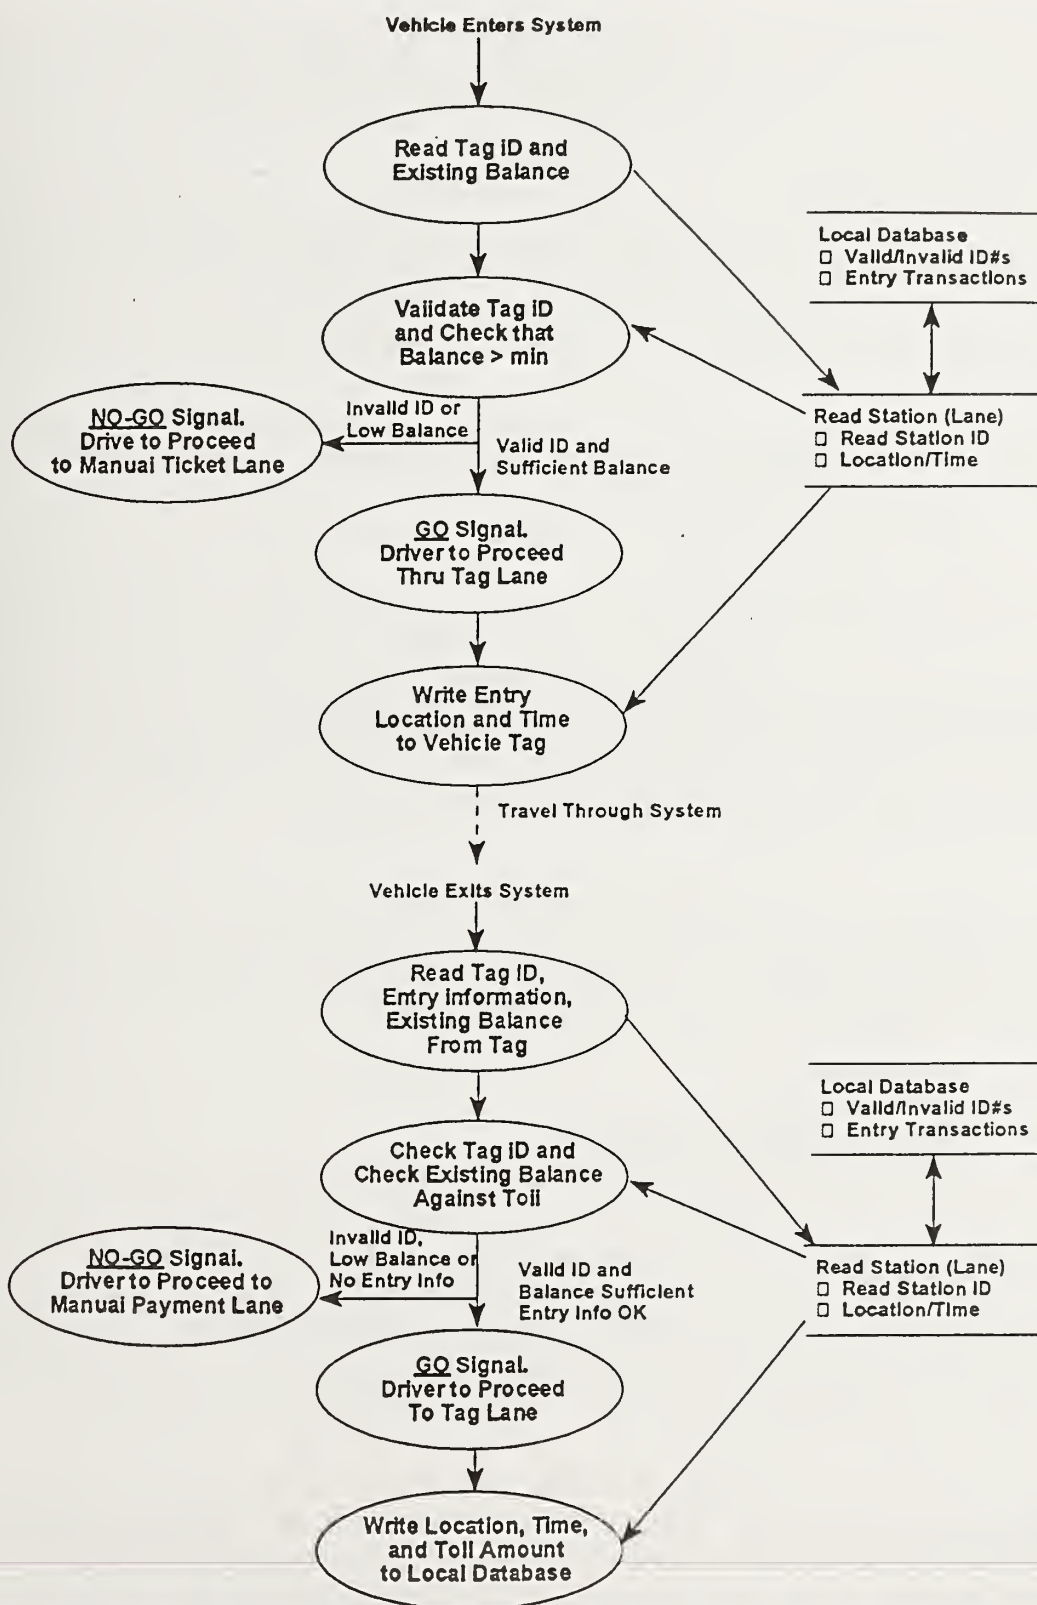 Vehicle Enters System
Read Tag ID and
Existing Balance
Local Database
□ Valid/Invalid ID#s
□ Entry Transactions
Validate Tag ID
and Check that
Balance > min
Read Station (Lane)
□ Read Station ID
□ Location/Time
Invalid ID or
Low Balance
NO-GO Signal.
Drive to Proceed
to Manual Ticket Lane
Valid ID and
Sufficient Balance
GO Signal.
Driver to Proceed
Thru Tag Lane
Write Entry
Location and Time
to Vehicle Tag
Travel Through System
Vehicle Exits System
Read Tag ID,
Entry Information,
Existing Balance
From Tag
Local Database
□ Valid/Invalid ID#s
□ Entry Transactions
Check Tag ID and
Check Existing Balance
Against Toll
Read Station (Lane)
□ Read Station ID
□ Location/Time
Invalid ID,
Low Balance or
No Entry Info
NO-GO Signal.
Driver to Proceed to
Manual Payment Lane
Valid ID and
Balance Sufficient
Entry Info OK
GO Signal.
Driver to Proceed
To Tag Lane
Write Location, Time,
and Toll Amount
to Local Database